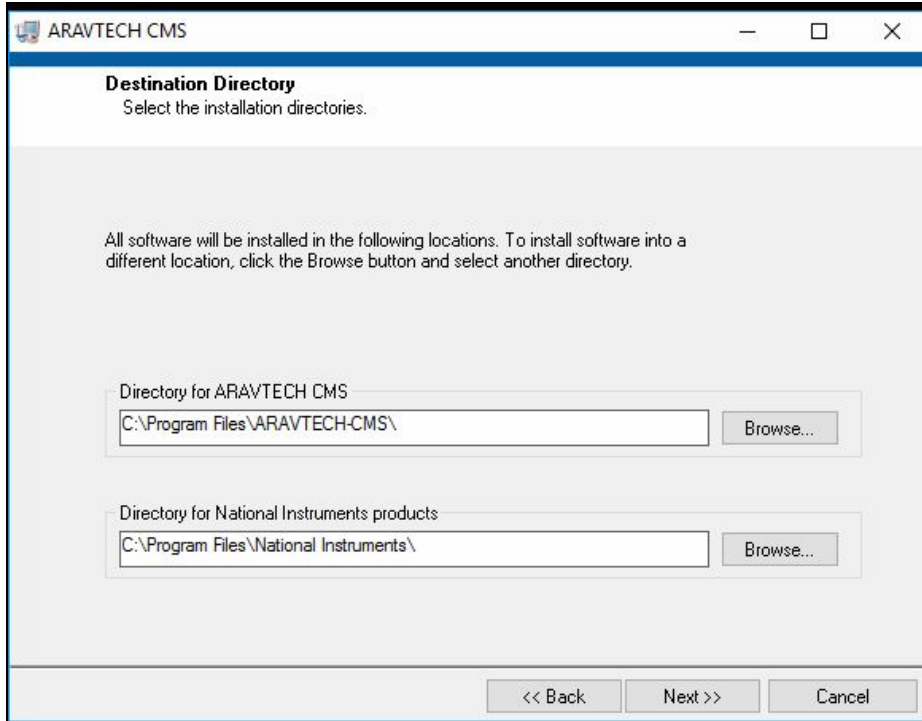 ARAVTECH CMS
Destination Directory
Select the installation directories.
All software will be installed in the following locations. To install software into a
different location, click the Browse button and select another directory.
Directory for ARAVTECH CMS
C:\Program Files\ARAVTECH-CMS\
Browse...
Directory for National Instruments products
C:\Program Files\National Instruments\
Browse...
<< Back
Next >>
Cancel